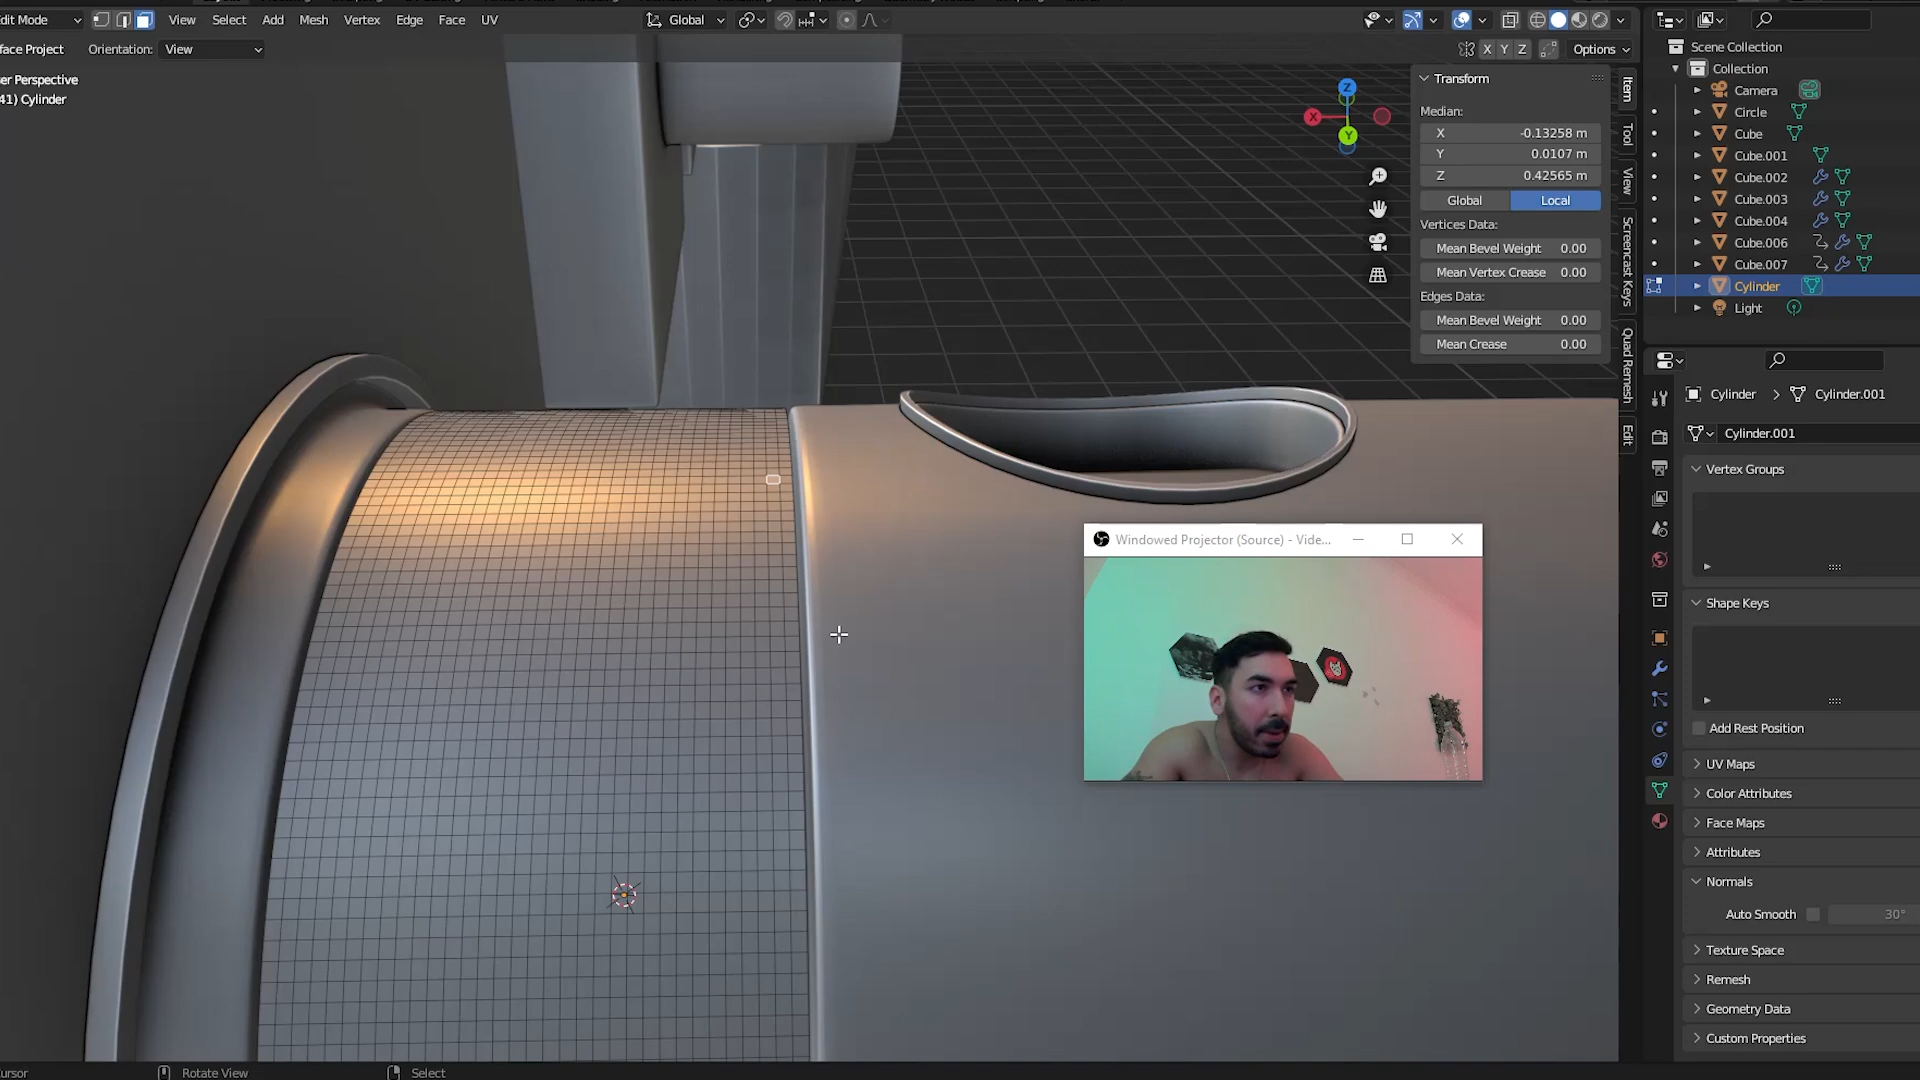 dit Mode
View
Select
Add
Mesh
Vertex
Edge
Face
UV
Global
face Project
Orientation:
View
X
Y
Z
Options
er Perspective
41) Cylinder
Z
X
Y
Transform
Median:
X -0.13258 m
Y 0.0107 m
Z 0.42565 m
Global
Local
Vertices Data:
Mean Bevel Weight 0.00
Mean Vertex Crease 0.00
Edges Data:
Mean Bevel Weight 0.00
Mean Crease 0.00
Item
Tool
View
Screencast Keys
Quad Remesh
Edit
Scene Collection
Collection
Camera
Circle
Cube
Cube.001
Cube.002
Cube.003
Cube.004
Cube.006
Cube.007
Cylinder
Light
Cylinder > Cylinder.001
Cylinder.001
Vertex Groups
Shape Keys
Add Rest Position
UV Maps
Color Attributes
Face Maps
Attributes
Normals
Auto Smooth 30°
Texture Space
Remesh
Geometry Data
Custom Properties
Windowed Projector (Source) - Vide...
ursor
Rotate View
Select